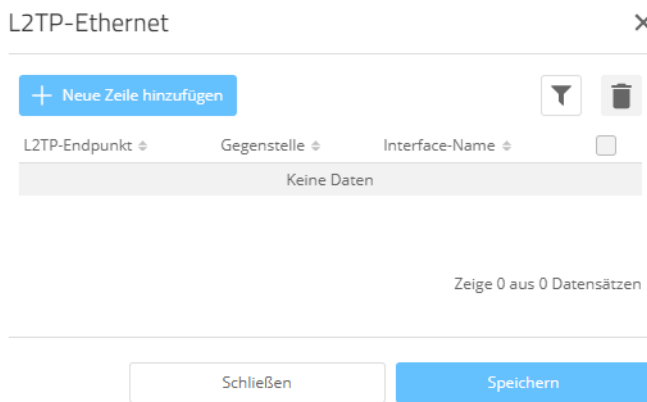 L2TP-Ethernet
Neue Zeile hinzufügen
L2TP-Endpunkt Gegenstelle Interface-Name
Keine Daten
Zeige 0 aus 0 Datensätzen
Schließen Speichern